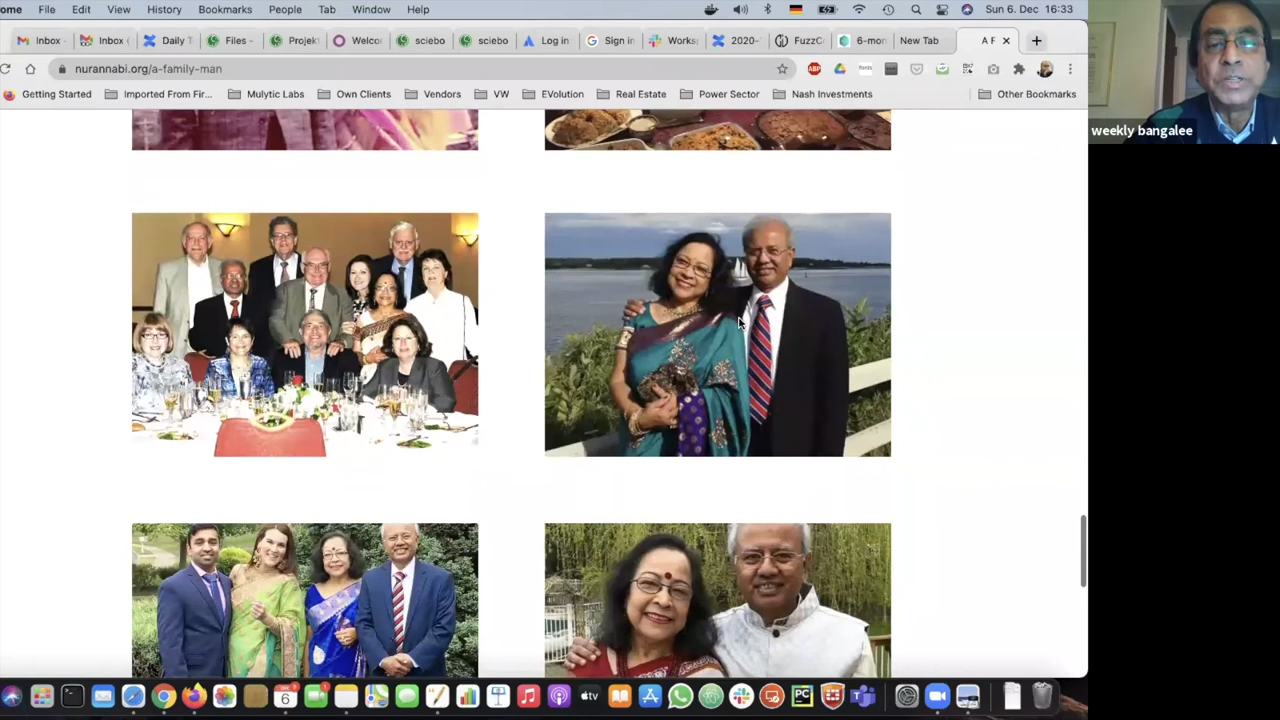 ome File Edit View History Bookmarks People Tab Window Help Sun 6. Dec 16:33
Inbox Inbox ( Daily T Files - Projekt Welco sciebo sciebo Log in Sign in Works 2020- FuzzC 6-mon New Tab A F
nurannabi.org/a-family-man
Getting Started Imported From Fir... Mulytic Labs Own Clients Vendors VW EVolution Real Estate Power Sector Nash Investments Other Bookmarks
weekly bangalee